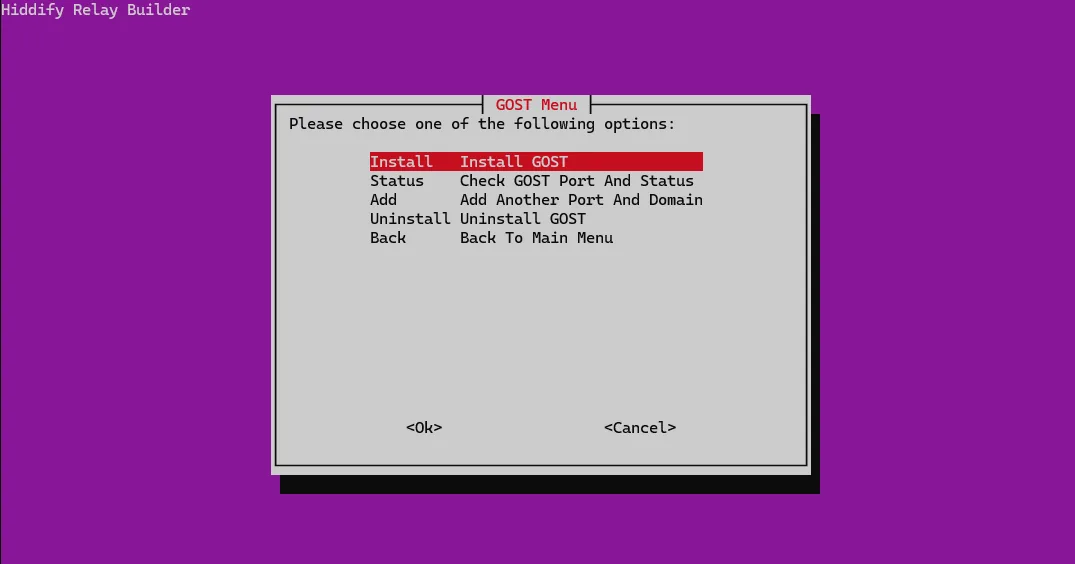 Hiddify Relay Builder
GOST Menu
Please choose one of the following options:
Install Install GOST
Status Check GOST Port And Status
Add Add Another Port And Domain
Uninstall Uninstall GOST
Back Back To Main Menu
<Ok> <Cancel>